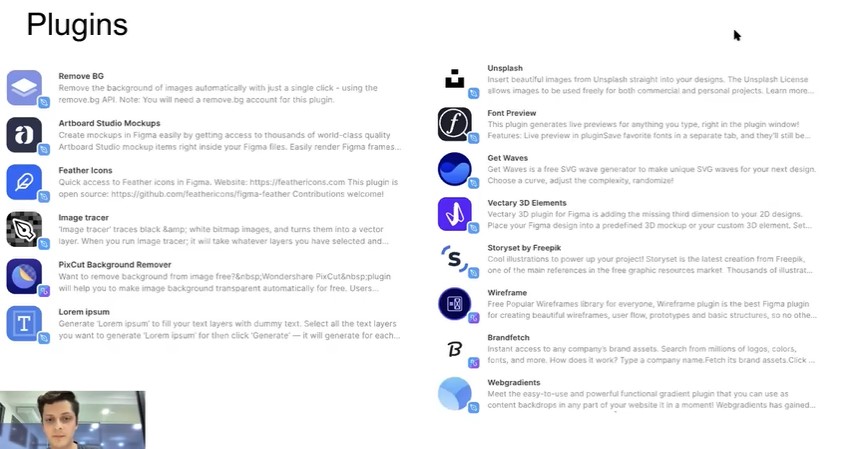 Plugins
Remove BG
Remove the background of images automatically with just a single click - using the
remove.bg API. Note: You will need a remove.bg account for this plugin.
Artboard Studio Mockups
Create mockups in Figma easily by getting access to thousands of world-class quality
Artboard Studio mockup items right inside your Figma files. Easily render Figma frames...
Feather Icons
Quick access to Feather icons in Figma. Website: https://feathericons.com This plugin is
open source: https://github.com/feathericons/figma-feather Contributions welcome!
Image tracer
'Image tracer' traces black &amp; white bitmap images, and turns them into a vector
layer. When you run Image tracer; it will take whatever layers you have selected and...
PixCut Background Remover
Want to remove background from image free?&nbsp;Wondershare PixCut&nbsp;plugin
will help you to make image background transparent automatically for free. Users...
Lorem ipsum
Generate 'Lorem ipsum' to fill your text layers with dummy text. Select all the text layers
you want to generate 'Lorem ipsum' for then click 'Generate' — it will generate for each...
Unsplash
Insert beautiful images from Unsplash straight into your designs. The Unsplash License
allows images to be used freely for both commercial and personal projects. Learn more...
Font Preview
This plugin generates live previews for anything you type, right in the plugin window!
Features: Live preview in pluginSave favorite fonts in a separate tab, and they'll still be...
Get Waves
Get Waves is a free SVG wave generator to make unique SVG waves for your next design.
Choose a curve, adjust the complexity, randomize!
Vectary 3D Elements
Vectary 3D plugin for Figma is adding the missing third dimension to your 2D designs.
Place your Figma design into a predefined 3D mockup or your custom 3D element, Set...
Storyset by Freepik
Cool illustrations to power up your project! Storyset is the latest creation from Freepik,
one of the main references in the free graphic resources market. Thousands of illustrat...
Wireframe
Free Popular Wireframes library for everyone, Wireframe plugin is the best Figma plugin
for creating beautiful wireframes, user flow, prototypes and basic structures, so no othe...
Brandfetch
Instant access to any company's brand assets. Search from millions of logos, colors,
fonts, and more. How does it work? Type a company name.Fetch its brand assets.Click ...
Webgradients
Meet the easy-to-use and powerful functional gradient plugin that you can use as
content backdrops in any part of your website it in a moment! Webgradients has gained...